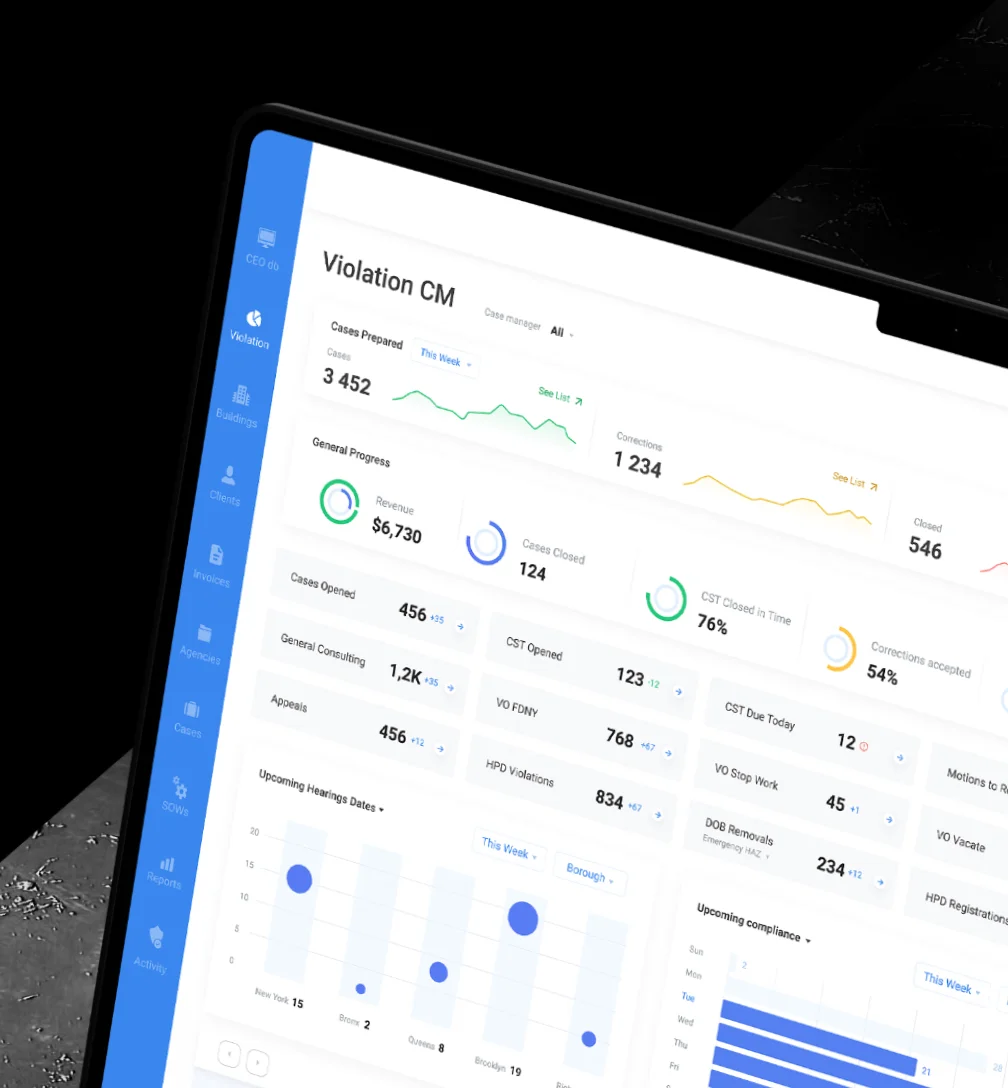 CEO db
Violation
Buildings
Clients
Invoices
Agencies
Cases
SOWs
Reports
Activity
Violation CM
Case manager All
Cases Prepared This Week
Cases
3 452
See List
Corrections
1 234
See List
Closed
546
General Progress
Revenue
$6,730
Cases Closed
124
CST Closed in Time
76%
Corrections accepted
54%
Cases Opened 456 +35
General Consulting 1,2K +35
Appeals 456 +12
CST Opened 123 -12
VO FDNY 768 +67
HPD Violations 834 +67
CST Due Today 12
VO Stop Work 45 +1
DOB Removals 234 +12
Emergency HAZ
Motions to
VO Vacate
HPD Registrations
Upcoming Hearings Dates
This Week Borough
20
15
10
5
0
New York 15
Bronx 2
Queens 8
Brooklyn 19
Upcoming compliance
This Week
Sun 2
Mon 28
Tue 21
Wed
Thu
Fri